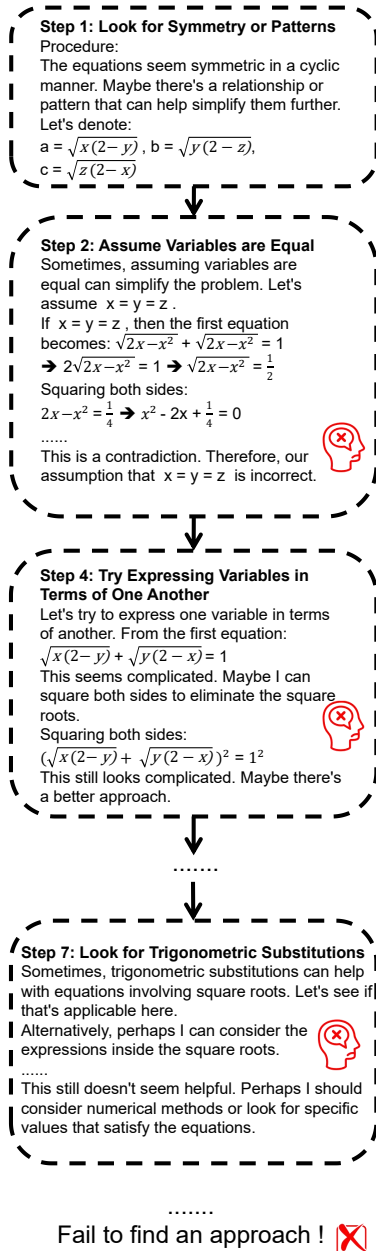 Step 1: Look for Symmetry or Patterns
Procedure:
The equations seem symmetric in a cyclic
manner. Maybe there's a relationship or
pattern that can help simplify them further.
Let's denote:
a = √(x(2−y)) , b = √(y(2−z)),
c = √(z(2−x))
Step 2: Assume Variables are Equal
Sometimes, assuming variables are
equal can simplify the problem. Let's
assume x = y = z .
If x = y = z , then the first equation
becomes: √(2x−x²) + √(2x−x²) = 1
➔ 2√(2x−x²) = 1 ➔ √(2x−x²) = 1/2
Squaring both sides:
2x−x² = 1/4 ➔ x² - 2x + 1/4 = 0
......
This is a contradiction. Therefore, our
assumption that x = y = z is incorrect.
Step 4: Try Expressing Variables in
Terms of One Another
Let's try to express one variable in terms
of another. From the first equation:
√(x(2−y)) + √(y(2−x)) = 1
This seems complicated. Maybe I can
square both sides to eliminate the square
roots.
Squaring both sides:
(√(x(2−y)) + √(y(2−x)))² = 1²
This still looks complicated. Maybe there's
a better approach.
.......
Step 7: Look for Trigonometric Substitutions
Sometimes, trigonometric substitutions can help
with equations involving square roots. Let's see if
that's applicable here.
Alternatively, perhaps I can consider the
expressions inside the square roots.
......
This still doesn't seem helpful. Perhaps I should
consider numerical methods or look for specific
values that satisfy the equations.
.......
Fail to find an approach !